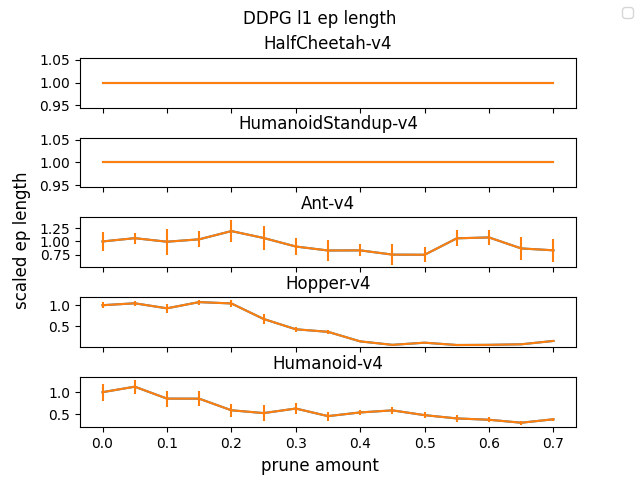 DDPG l1 ep length
HalfCheetah-v4
1.05
1.00
0.95
HumanoidStandup-v4
1.05
1.00
0.95
Ant-v4
1.25
1.00
0.75
Hopper-v4
1.0
0.5
Humanoid-v4
1.0
0.5
0.0 0.1 0.2 0.3 0.4 0.5 0.6 0.7
prune amount
scaled ep length